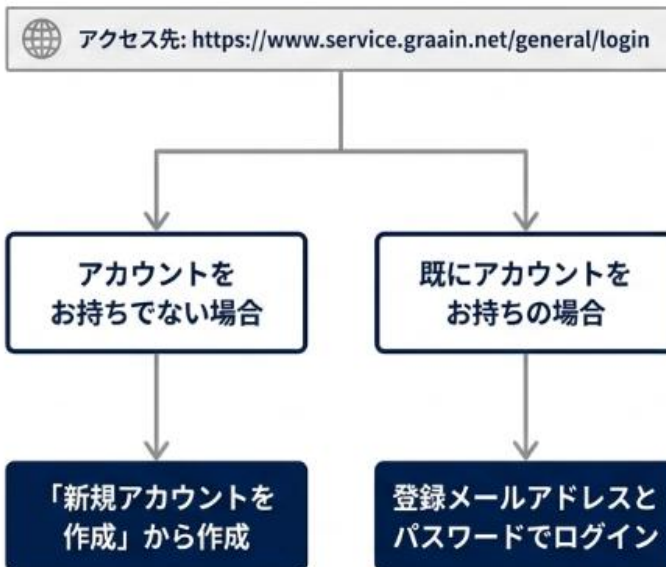 アクセス先: https://www.service.graain.net/general/login
アカウントを
お持ちでない場合
既にアカウントを
お持ちの場合
「新規アカウントを
作成」から作成
登録メールアドレスと
パスワードでログイン